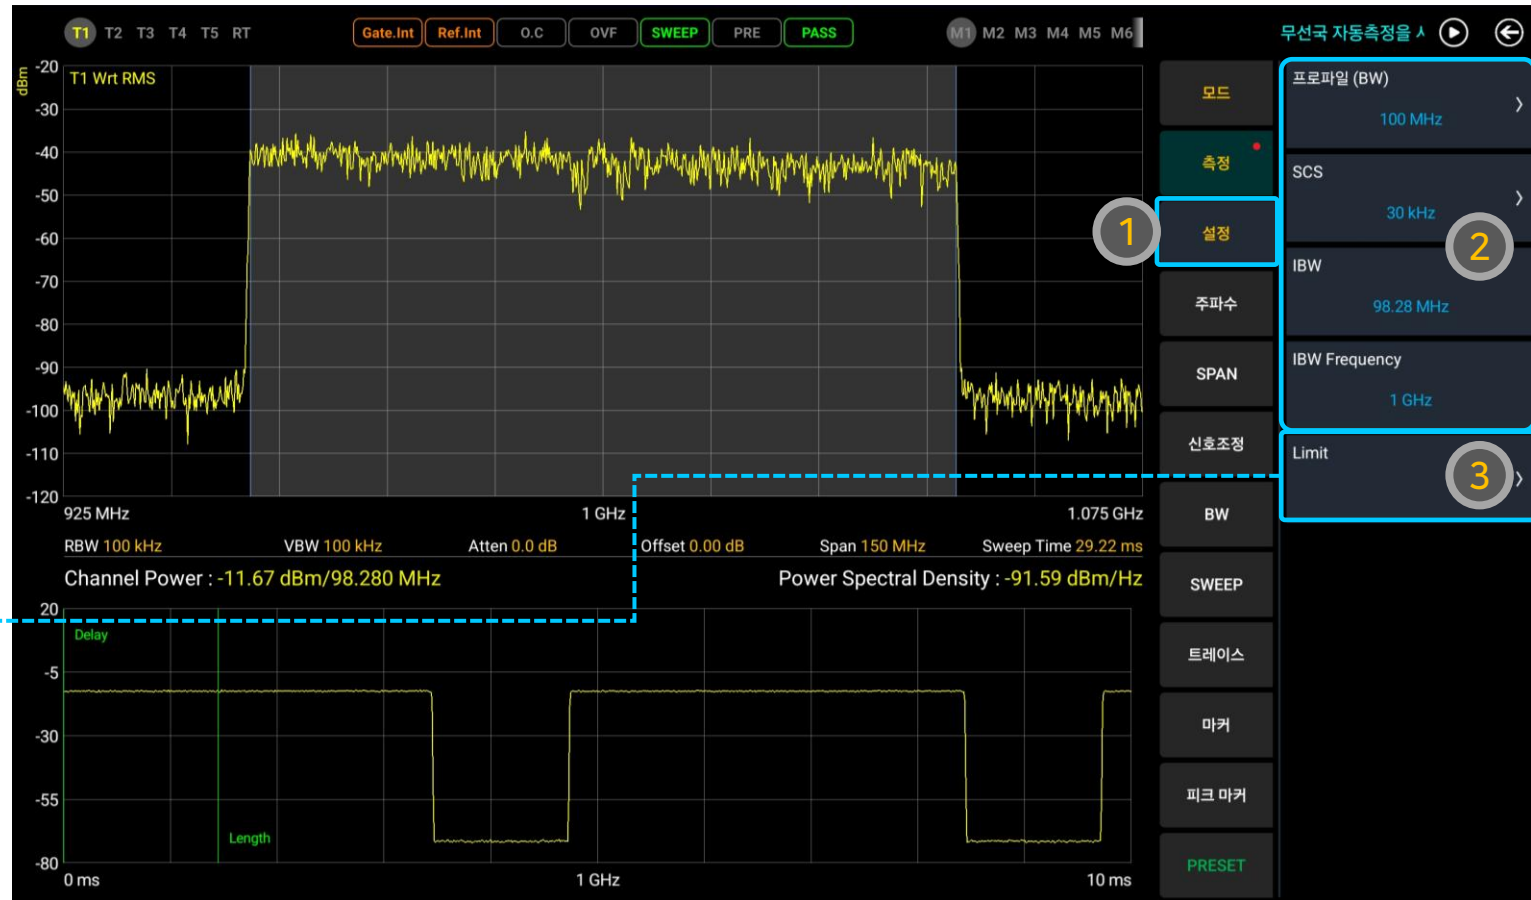 T1 T2 T3 T4 T5 RT Gate.Int Ref.Int O.C OVF SWEEP PRE PASS M1 M2 M3 M4 M5 M6
무선국 자동측정을 시
dBm
-20
-30
-40
-50
-60
-70
-80
-90
-100
-110
-120
T1 Wrt RMS
925 MHz 1 GHz 1.075 GHz
RBW 100 kHz VBW 100 kHz Atten 0.0 dB Offset 0.00 dB Span 150 MHz Sweep Time 29.22 ms
Channel Power : -11.67 dBm/98.280 MHz Power Spectral Density : -91.59 dBm/Hz
20
-5
-30
-55
-80
Delay
Length
0 ms 1 GHz 10 ms
모드
측정
1
설정
주파수
SPAN
신호조정
BW
SWEEP
트레이스
마커
피크 마커
PRESET
프로파일 (BW)
100 MHz
SCS
30 kHz
2
IBW
98.28 MHz
IBW Frequency
1 GHz
Limit
3